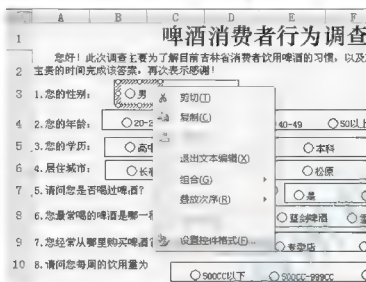 A B C D E F
1 啤酒消费者行为调查
您好!此次调查主要为了解目前吉林省消费者饮用啤酒的习惯,以及
2 宝贵的时间完成该答案,再次表示感谢!
3 1.您的性别: 男
剪切(T)
复制(C)
4 2.您的年龄: 20-2 40-49 50以上
5 3.您的学历: 高中 本科
退出文本编辑(X)
6 4.居住城市: 长春 松原
组合(G)
7 5.请问您是否喝过啤酒? 是
叠放次序(R)
8 6.您最常喝的啤酒是哪一种 蓝剑啤酒
9 7.您经常从哪里购买啤酒? 专卖店
设置控件格式(F)...
10 8.请问您每周的饮用量为
500CC以下 500CC-999CC